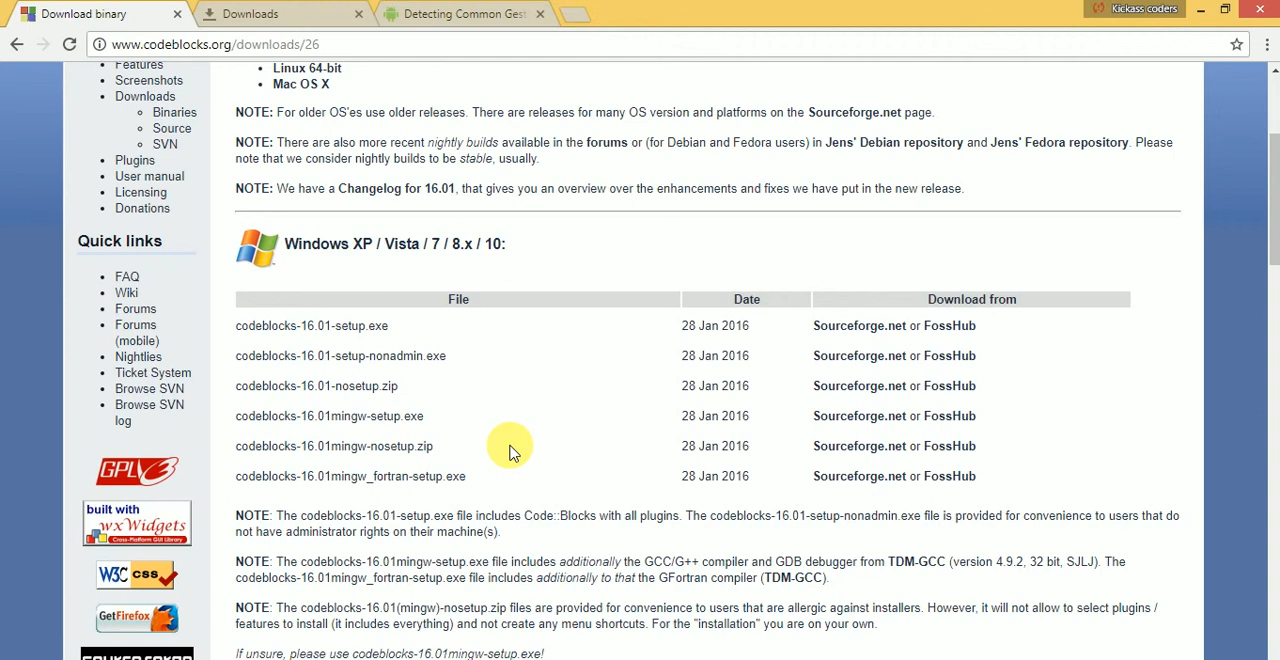 Download binary
Downloads
Detecting Common Gest
Kickass coders
www.codeblocks.org/downloads/26
Features
Screenshots
Downloads
Binaries
Source
SVN
Plugins
User manual
Licensing
Donations
Quick links
FAQ
Wiki
Forums
Forums
(mobile)
Nightlies
Ticket System
Browse SVN
Browse SVN
log
GPLv3
built with
wxWidgets
Cross-Platform GUI Library
W3C css
GetFirefox
Linux 64-bit
Mac OS X
NOTE: For older OS'es use older releases. There are releases for many OS version and platforms on the Sourceforge.net page.
NOTE: There are also more recent nightly builds available in the forums or (for Debian and Fedora users) in Jens' Debian repository and Jens' Fedora repository. Please
note that we consider nightly builds to be stable, usually.
NOTE: We have a Changelog for 16.01, that gives you an overview over the enhancements and fixes we have put in the new release.
Windows XP / Vista / 7 / 8.x / 10:
File Date Download from
codeblocks-16.01-setup.exe 28 Jan 2016 Sourceforge.net or FossHub
codeblocks-16.01-setup-nonadmin.exe 28 Jan 2016 Sourceforge.net or FossHub
codeblocks-16.01-nosetup.zip 28 Jan 2016 Sourceforge.net or FossHub
codeblocks-16.01mingw-setup.exe 28 Jan 2016 Sourceforge.net or FossHub
codeblocks-16.01mingw-nosetup.zip 28 Jan 2016 Sourceforge.net or FossHub
codeblocks-16.01mingw_fortran-setup.exe 28 Jan 2016 Sourceforge.net or FossHub
NOTE: The codeblocks-16.01-setup.exe file includes Code::Blocks with all plugins. The codeblocks-16.01-setup-nonadmin.exe file is provided for convenience to users that do
not have administrator rights on their machine(s).
NOTE: The codeblocks-16.01mingw-setup.exe file includes additionally the GCC/G++ compiler and GDB debugger from TDM-GCC (version 4.9.2, 32 bit, SJLJ). The
codeblocks-16.01mingw_fortran-setup.exe file includes additionally to that the GFortran compiler (TDM-GCC).
NOTE: The codeblocks-16.01(mingw)-nosetup.zip files are provided for convenience to users that are allergic against installers. However, it will not allow to select plugins /
features to install (it includes everything) and not create any menu shortcuts. For the "installation" you are on your own.
If unsure, please use codeblocks-16.01mingw-setup.exe!